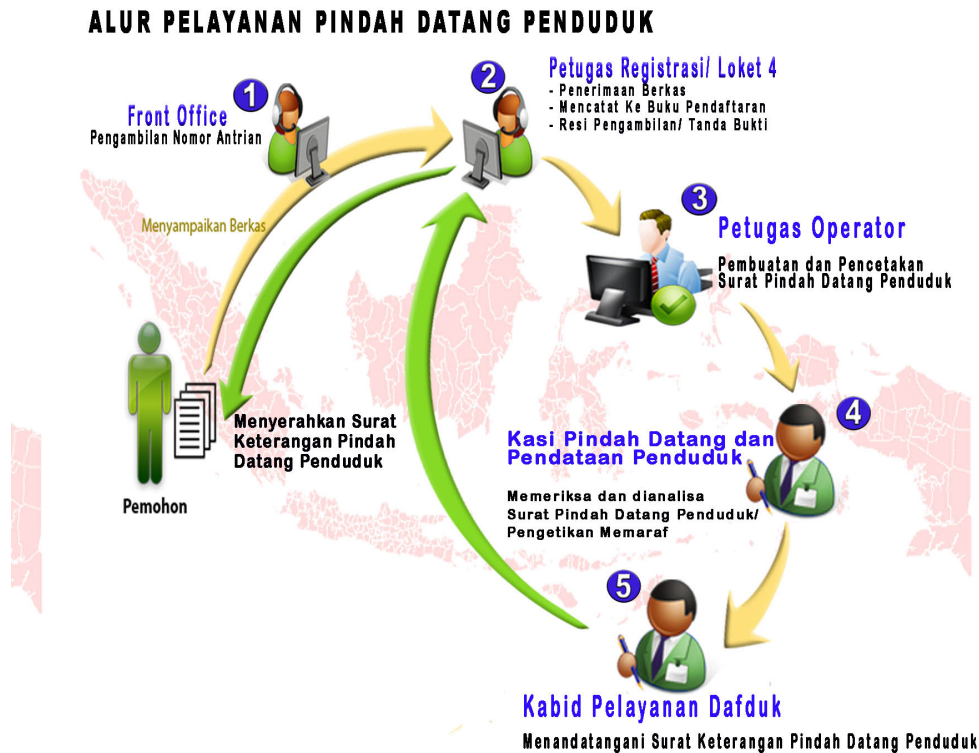 ALUR PELAYANAN PINDAH DATANG PENDUDUK
1
Front Office
Pengambilan Nomor Antrian
2
Petugas Registrasi/ Loket 4
- Penerimaan Berkas
- Mencatat Ke Buku Pendaftaran
- Resi Pengambilan/ Tanda Bukti
Menyampaikan Berkas
3
Petugas Operator
Pembuatan dan Pencetakan
Surat Pindah Datang Penduduk
Pemohon
Menyerahkan Surat
Keterangan Pindah
Datang Penduduk
4
Kasi Pindah Datang dan
Pendataan Penduduk
Memeriksa dan dianalisa
Surat Pindah Datang Penduduk/
Pengetikan Memaraf
5
Kabid Pelayanan Dafduk
Menandatangani Surat Keterangan Pindah Datang Penduduk